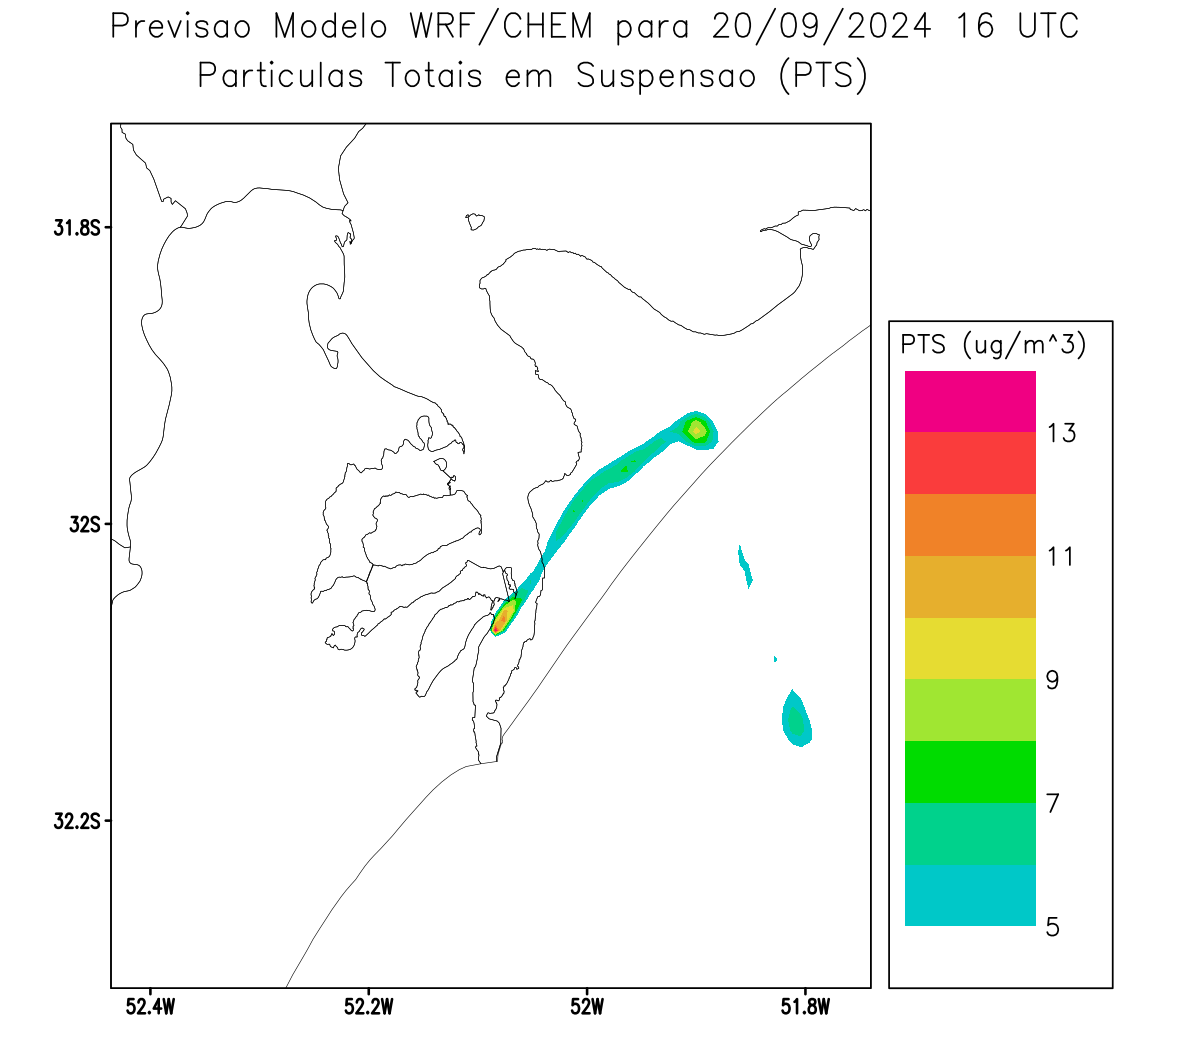 Previsao Modelo WRF/CHEM para 20/09/2024 16 UTC
Particulas Totais em Suspensao (PTS)
31.8S
32S
32.2S
52.4W
52.2W
52W
51.8W
PTS (ug/m^3)
13
11
9
7
5